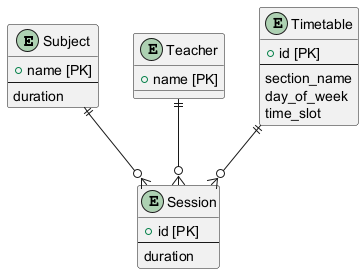 E Subject
name [PK]
duration
E Teacher
name [PK]
E Timetable
id [PK]
section_name
day_of_week
time_slot
E Session
id [PK]
duration